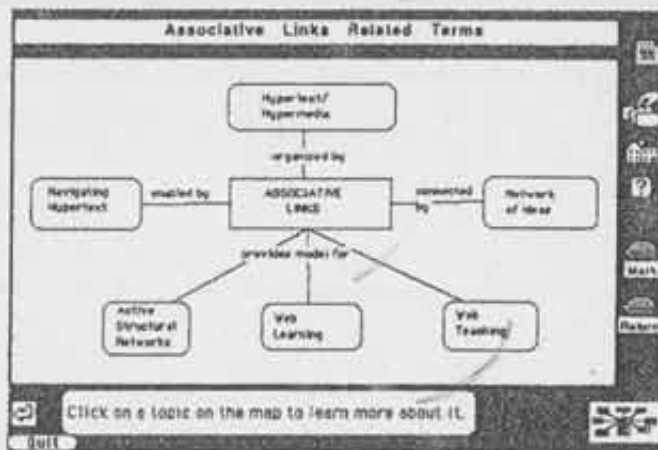 Associative Links Related Terms
Hypertext/
Hypermedia
organized by
Navigating
Hypertext
enabled by
ASSOCIATIVE
LINKS
connected
by
Network
of Ideas
provides model for
Active
Structural
Networks
Web
Learning
Web
Teaching
?
Main
Return
Click on a topic on the map to learn more about it.
Quit